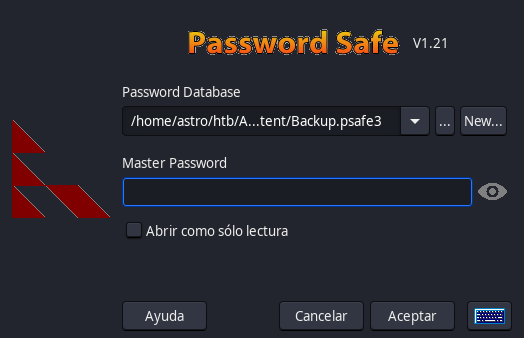 Password Safe V1.21
Password Database
/home/astro/htb/A...tent/Backup.psafe3
... New...
Master Password
Abrir como sólo lectura
Ayuda Cancelar Aceptar